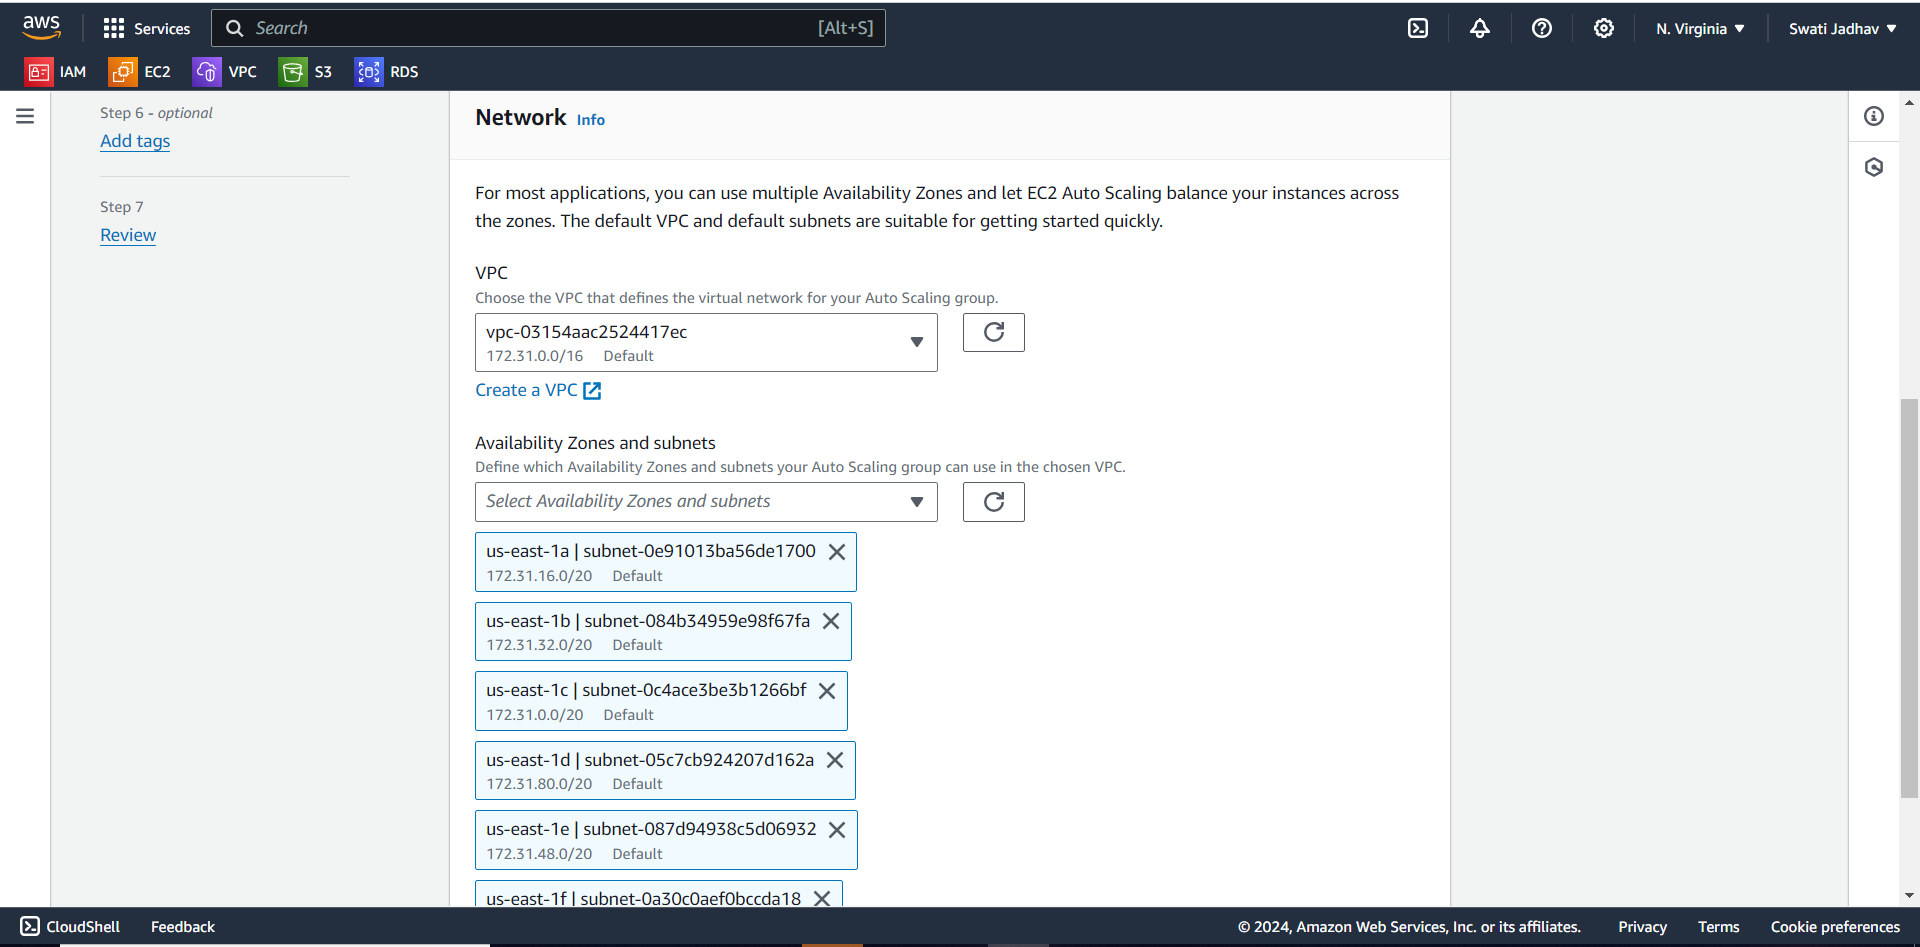 aws
Services
Search
[Alt+S]
N. Virginia
Swati Jadhav
IAM
EC2
VPC
S3
RDS
Step 6 - optional
Add tags
Step 7
Review
Network Info
For most applications, you can use multiple Availability Zones and let EC2 Auto Scaling balance your instances across
the zones. The default VPC and default subnets are suitable for getting started quickly.
VPC
Choose the VPC that defines the virtual network for your Auto Scaling group.
vpc-03154aac2524417ec
172.31.0.0/16 Default
Create a VPC
Availability Zones and subnets
Define which Availability Zones and subnets your Auto Scaling group can use in the chosen VPC.
Select Availability Zones and subnets
us-east-1a | subnet-0e91013ba56de1700
172.31.16.0/20 Default
us-east-1b | subnet-084b34959e98f67fa
172.31.32.0/20 Default
us-east-1c | subnet-0c4ace3be3b1266bf
172.31.0.0/20 Default
us-east-1d | subnet-05c7cb924207d162a
172.31.80.0/20 Default
us-east-1e | subnet-087d94938c5d06932
172.31.48.0/20 Default
us-east-1f | subnet-0a30c0aef0bccda18
CloudShell
Feedback
© 2024, Amazon Web Services, Inc. or its affiliates.
Privacy
Terms
Cookie preferences